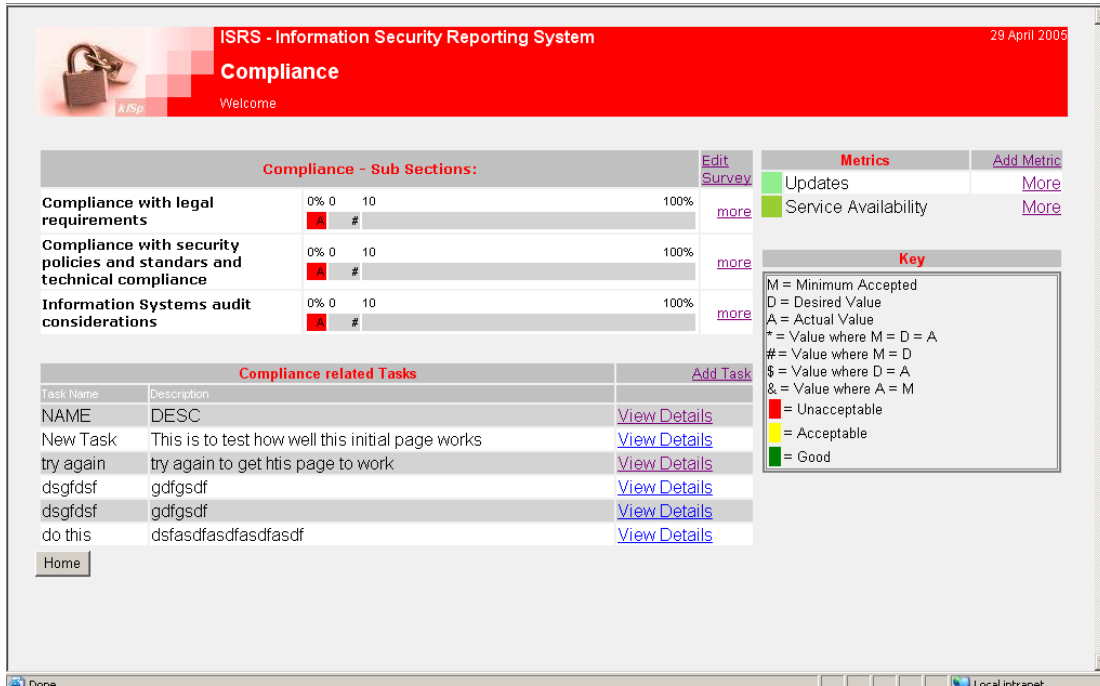 ISRS - Information Security Reporting System
29 April 2005
Compliance
kfSp
Welcome
Compliance - Sub Sections:
Edit
Survey
Compliance with legal
requirements
0% 0 10 100%
A #
more
Compliance with security
policies and standars and
technical compliance
0% 0 10 100%
A #
more
Information Systems audit
considerations
0% 0 10 100%
A #
more
Compliance related Tasks Add Task
Task Name Description
NAME DESC View Details
New Task This is to test how well this initial page works View Details
try again try again to get htis page to work View Details
dsgfdsf gdfgsdf View Details
dsgfdsf gdfgsdf View Details
do this dsfasdfasdfasdfasdf View Details
Home
Metrics Add Metric
Updates More
Service Availability More
Key
M = Minimum Accepted
D = Desired Value
A = Actual Value
* = Value where M = D = A
# = Value where M = D
$ = Value where D = A
& = Value where A = M
= Unacceptable
= Acceptable
= Good
Done Local intranet